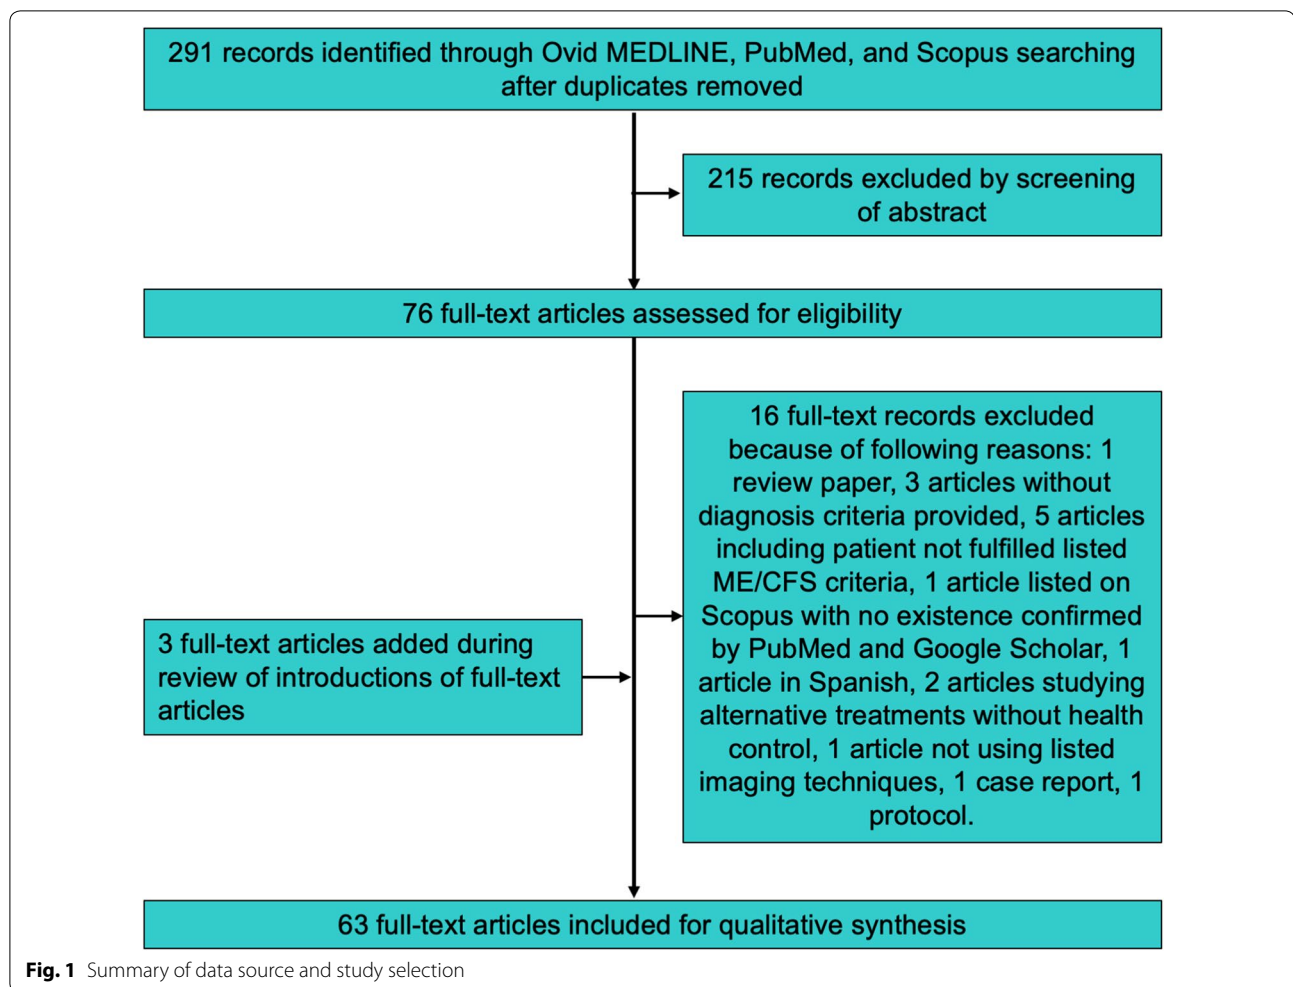 291 records identified through Ovid MEDLINE, PubMed, and Scopus searching
after duplicates removed
215 records excluded by screening
of abstract
76 full-text articles assessed for eligibility
16 full-text records excluded
because of following reasons: 1
review paper, 3 articles without
diagnosis criteria provided, 5 articles
including patient not fulfilled listed
ME/CFS criteria, 1 article listed on
Scopus with no existence confirmed
by PubMed and Google Scholar, 1
article in Spanish, 2 articles studying
alternative treatments without health
control, 1 article not using listed
imaging techniques, 1 case report, 1
protocol.
3 full-text articles added during
review of introductions of full-text
articles
63 full-text articles included for qualitative synthesis
Fig. 1 Summary of data source and study selection